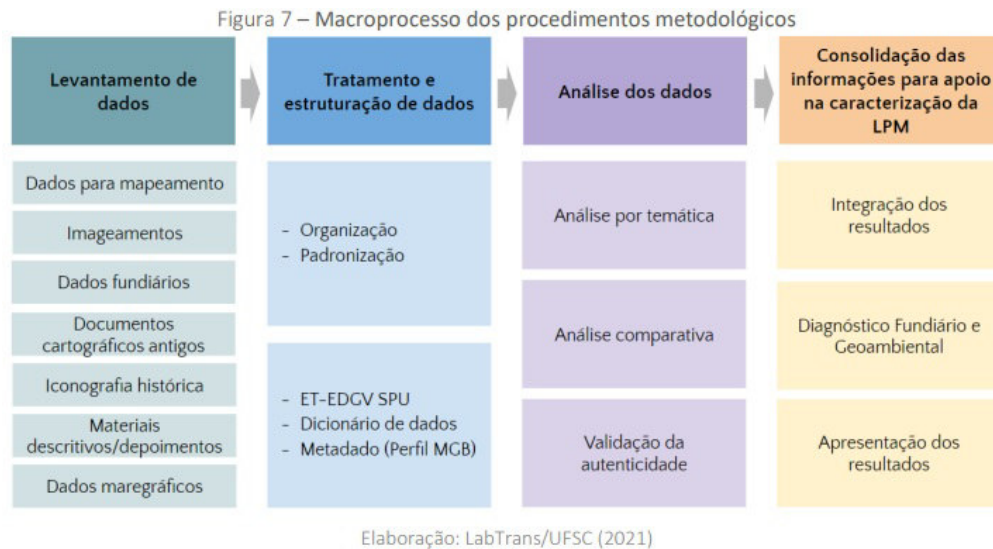 Figura 7 – Macroprocesso dos procedimentos metodológicos
Levantamento de
dados
Tratamento e
estruturação de dados
Análise dos dados
Consolidação das
informações para apoio
na caracterização da
LPM
Dados para mapeamento
Imageamentos
Dados fundiários
Documentos
cartográficos antigos
Iconografia histórica
Materiais
descritivos/depoimentos
Dados maregráficos
- Organização
- Padronização
- ET-EDGV SPU
- Dicionário de dados
- Metadado (Perfil MGB)
Análise por temática
Análise comparativa
Validação da
autenticidade
Integração dos
resultados
Diagnóstico Fundiário e
Geoambiental
Apresentação dos
resultados
Elaboração: LabTrans/UFSC (2021)